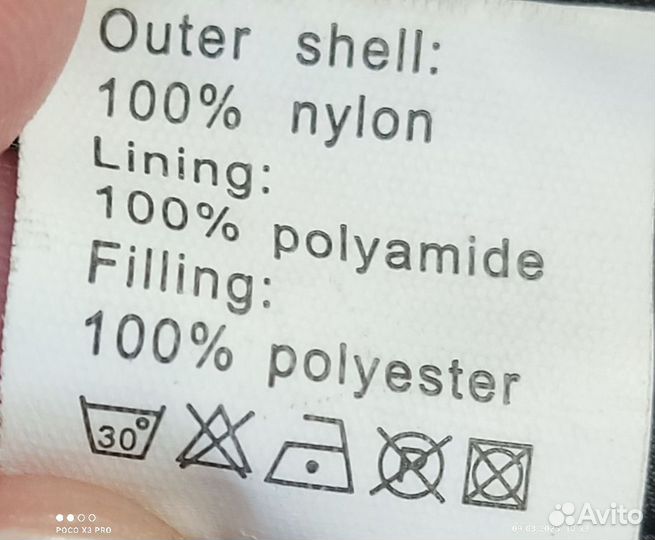 Outer shell:
100% nylon
Lining:
100% polyamide
Filling:
100% polyester
30°
P
POCO X3 PRO
Avito